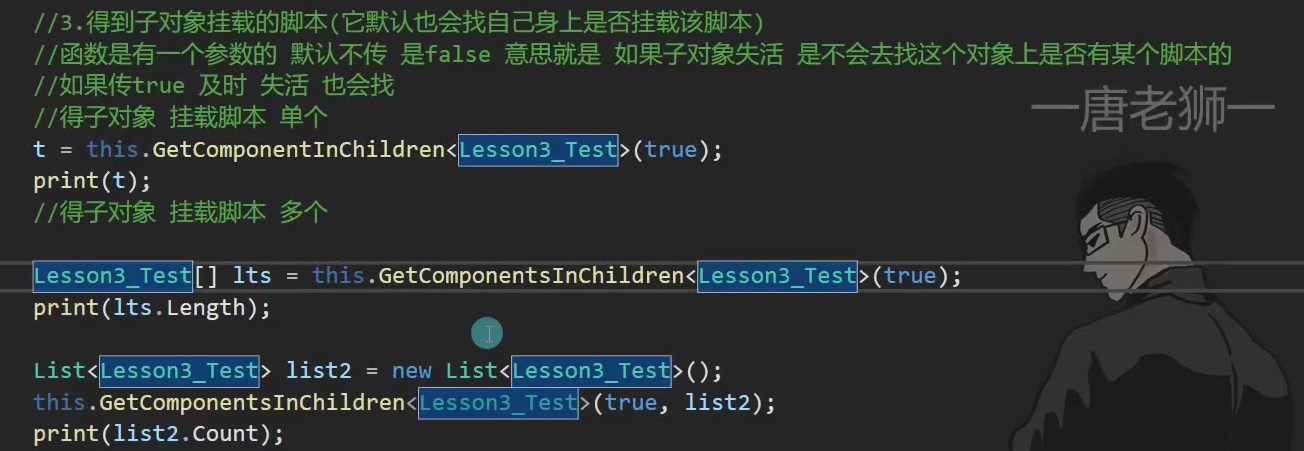 //3.得到子对象挂载的脚本(它默认也会找自己身上是否挂载该脚本)
//函数是有一个参数的 默认不传 是false 意思就是 如果子对象失活 是不会去找这个对象上是否有某个脚本的
//如果传true 及时 失活 也会找
//得子对象 挂载脚本 单个
t = this.GetComponentInChildren<Lesson3_Test>(true);
print(t);
//得子对象 挂载脚本 多个
Lesson3_Test[] lts = this.GetComponentsInChildren<Lesson3_Test>(true);
print(lts.Length);
List<Lesson3_Test> list2 = new List<Lesson3_Test>();
this.GetComponentsInChildren<Lesson3_Test>(true, list2);
print(list2.Count);
—唐老狮—